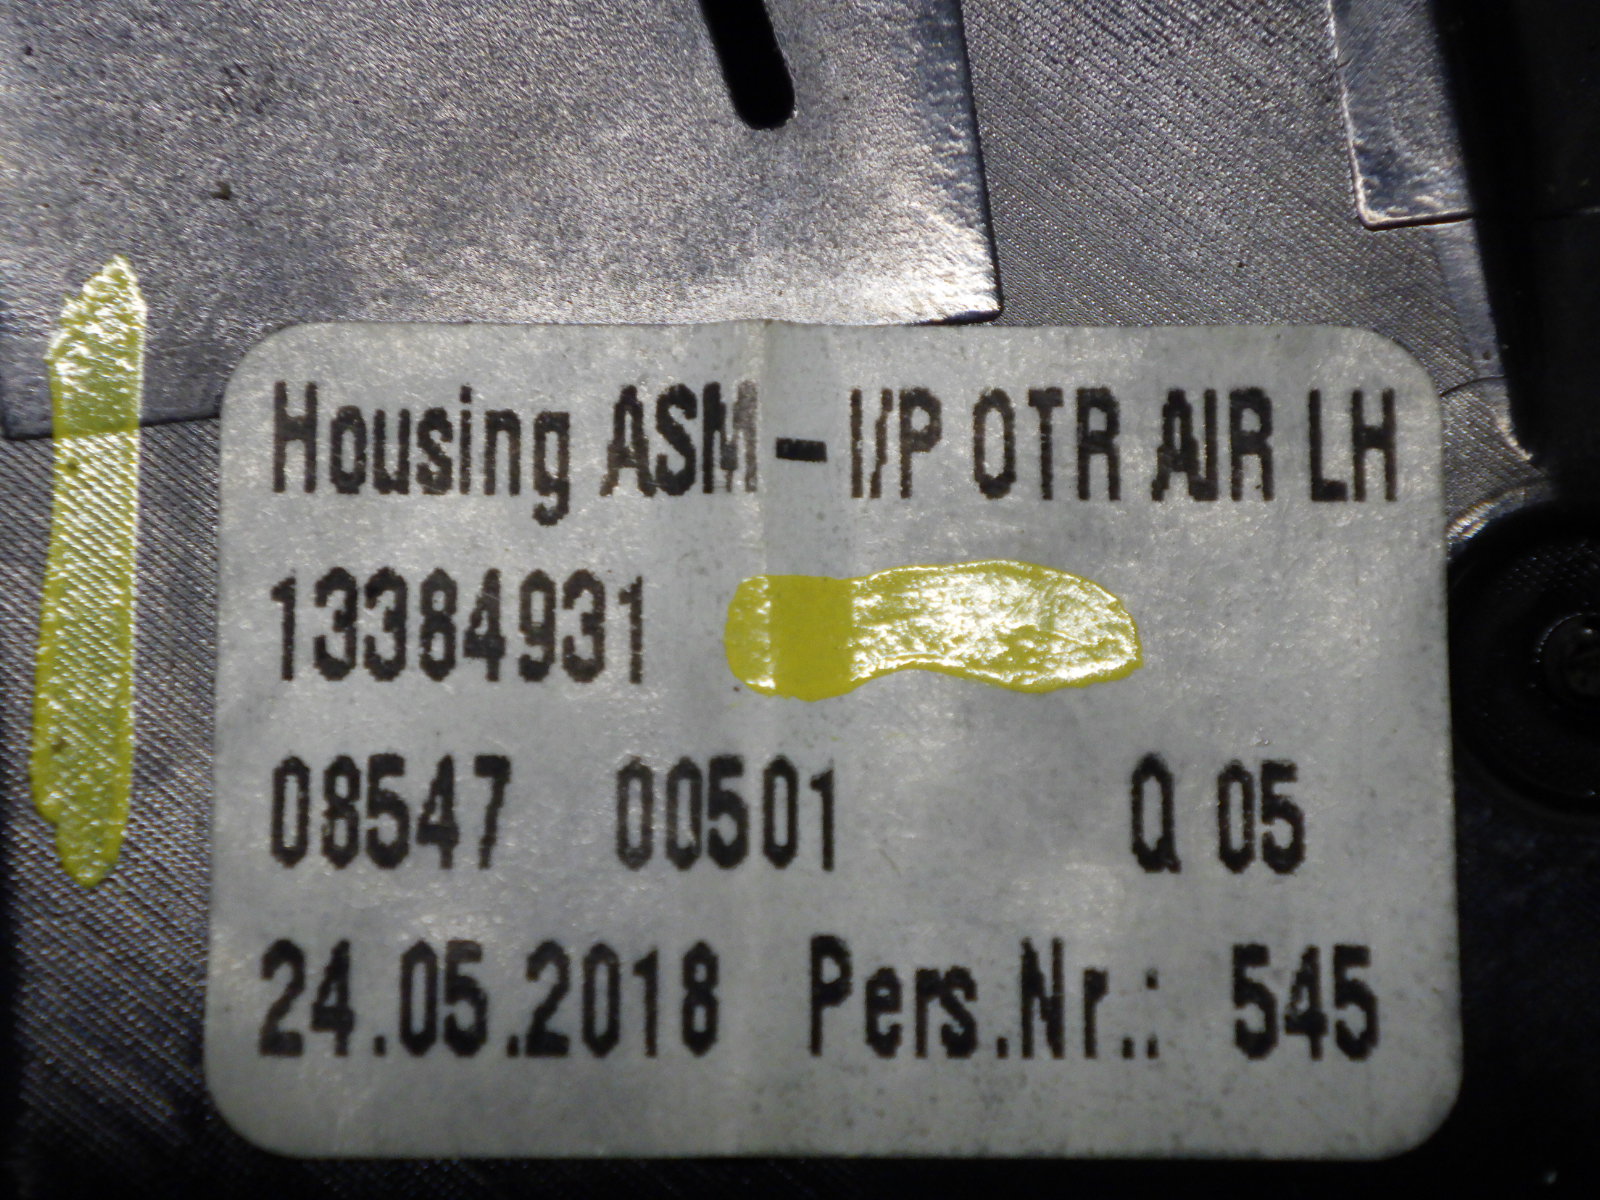 Housing ASM - I/P OTR AIR LH
13384931
08547 00501 Q 05
24.05.2018 Pers.Nr.: 545